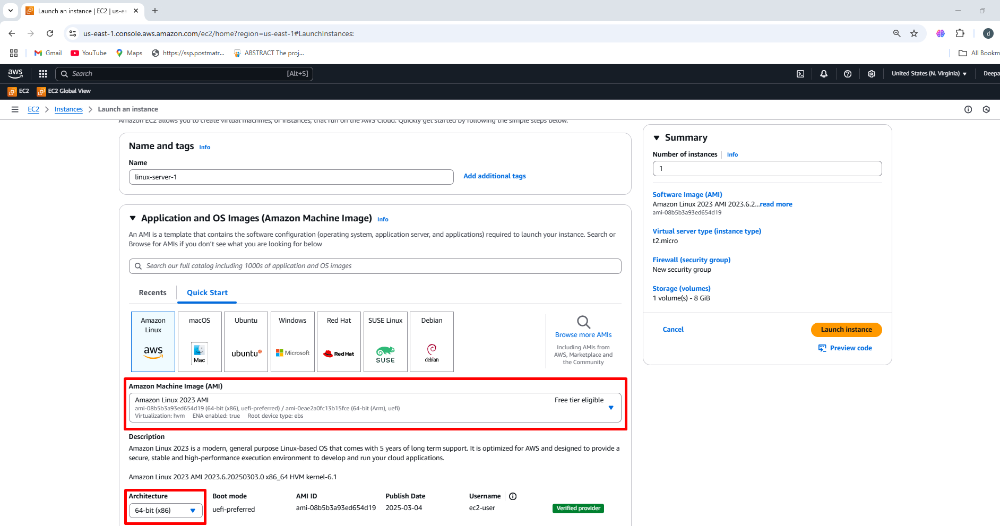 Launch an instance | EC2 | us-ea
us-east-1.console.aws.amazon.com/ec2/home?region=us-east-1#LaunchInstances:
d
Gmail
YouTube
Maps
https://ssp.postmatr...
ABSTRACT The proj...
All Bookm
aws
Search
[Alt+S]
United States (N. Virginia)
Deepa
EC2
EC2 Global View
EC2
Instances
Launch an instance
Amazon EC2 allows you to create virtual machines, or instances, that run on the AWS Cloud. Quickly get started by following the simple steps below.
Name and tags Info
Name
linux-server-1
Add additional tags
Application and OS Images (Amazon Machine Image) Info
An AMI is a template that contains the software configuration (operating system, application server, and applications) required to launch your instance. Search or
Browse for AMIs if you don’t see what you are looking for below
Search our full catalog including 1000s of application and OS images
Recents
Quick Start
Amazon
Linux
aws
macOS
Mac
Ubuntu
ubuntu
Windows
Microsoft
Red Hat
Red Hat
SUSE Linux
SUSE
Debian
debian
Browse more AMIs
Including AMIs from
AWS, Marketplace and
the Community
Amazon Machine Image (AMI)
Amazon Linux 2023 AMI
Free tier eligible
ami-08b5b3a93ed654d19 (64-bit (x86), uefi-preferred) / ami-0eae2a0fc13b15fce (64-bit (Arm), uefi)
Virtualization: hvm ENA enabled: true Root device type: ebs
Description
Amazon Linux 2023 is a modern, general purpose Linux-based OS that comes with 5 years of long term support. It is optimized for AWS and designed to provide a
secure, stable and high-performance execution environment to develop and run your cloud applications.
Amazon Linux 2023 AMI 2023.6.20250303.0 x86_64 HVM kernel-6.1
Architecture
64-bit (x86)
Boot mode
uefi-preferred
AMI ID
ami-08b5b3a93ed654d19
Publish Date
2025-03-04
Username
ec2-user
Verified provider
Summary
Number of instances Info
1
Software Image (AMI)
Amazon Linux 2023 AMI 2023.6.2...read more
ami-08b5b3a93ed654d19
Virtual server type (instance type)
t2.micro
Firewall (security group)
New security group
Storage (volumes)
1 volume(s) - 8 GiB
Cancel
Launch instance
Preview code